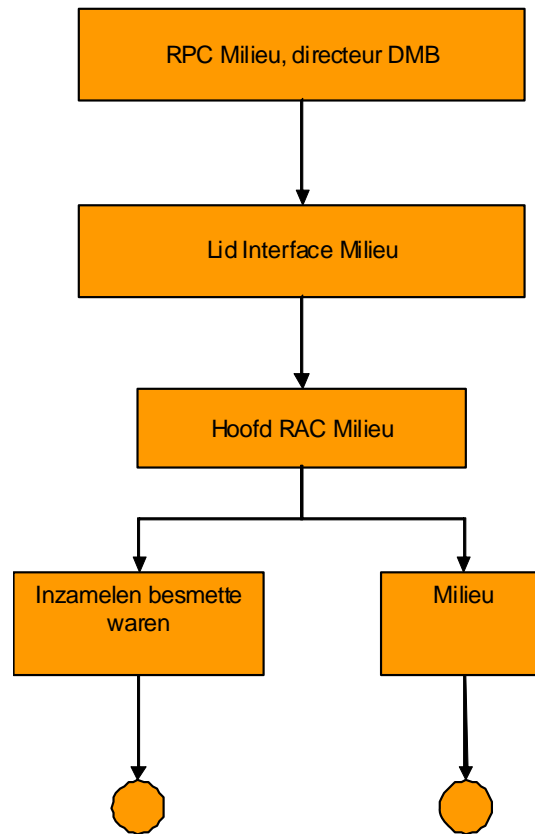 RPC Milieu, directeur DMB
Lid Interface Milieu
Hoofd RAC Milieu
Inzamelen besmette
waren
Milieu